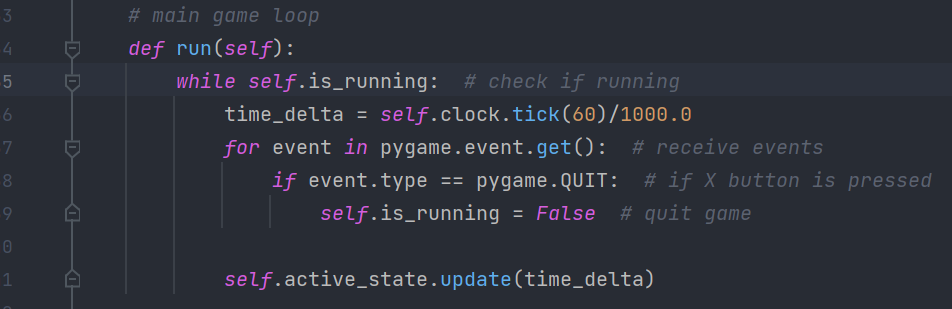 3 # main game loop
4 def run(self):
5 while self.is_running:  # check if running
6 time_delta = self.clock.tick(60)/1000.0
7 for event in pygame.event.get():  # receive events
8 if event.type == pygame.QUIT:  # if X button is pressed
9 self.is_running = False  # quit game
0
1 self.active_state.update(time_delta)